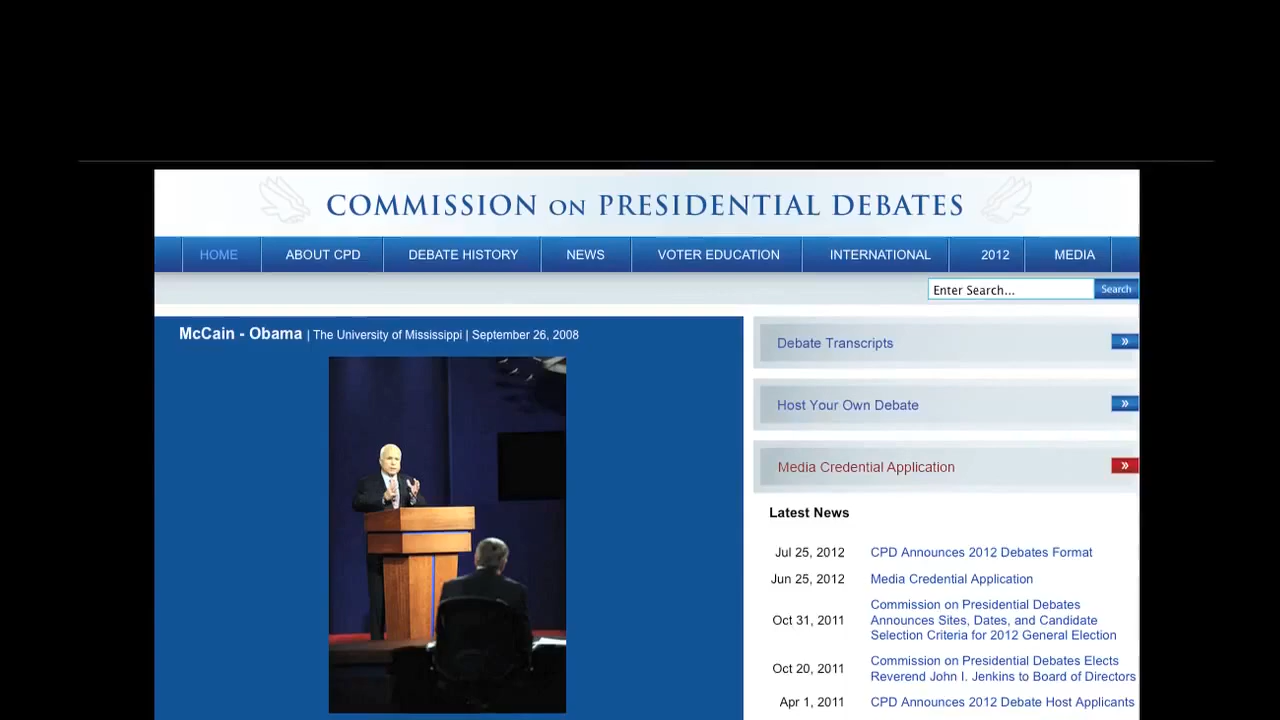 COMMISSION ON PRESIDENTIAL DEBATES
HOME ABOUT CPD DEBATE HISTORY NEWS VOTER EDUCATION INTERNATIONAL 2012 MEDIA
Enter Search... Search
McCain - Obama | The University of Mississippi | September 26, 2008
Debate Transcripts »
Host Your Own Debate »
Media Credential Application »
Latest News
Jul 25, 2012 CPD Announces 2012 Debates Format
Jun 25, 2012 Media Credential Application
Oct 31, 2011 Commission on Presidential Debates
Announces Sites, Dates, and Candidate
Selection Criteria for 2012 General Election
Oct 20, 2011 Commission on Presidential Debates Elects
Reverend John I. Jenkins to Board of Directors
Apr 1, 2011 CPD Announces 2012 Debate Host Applicants